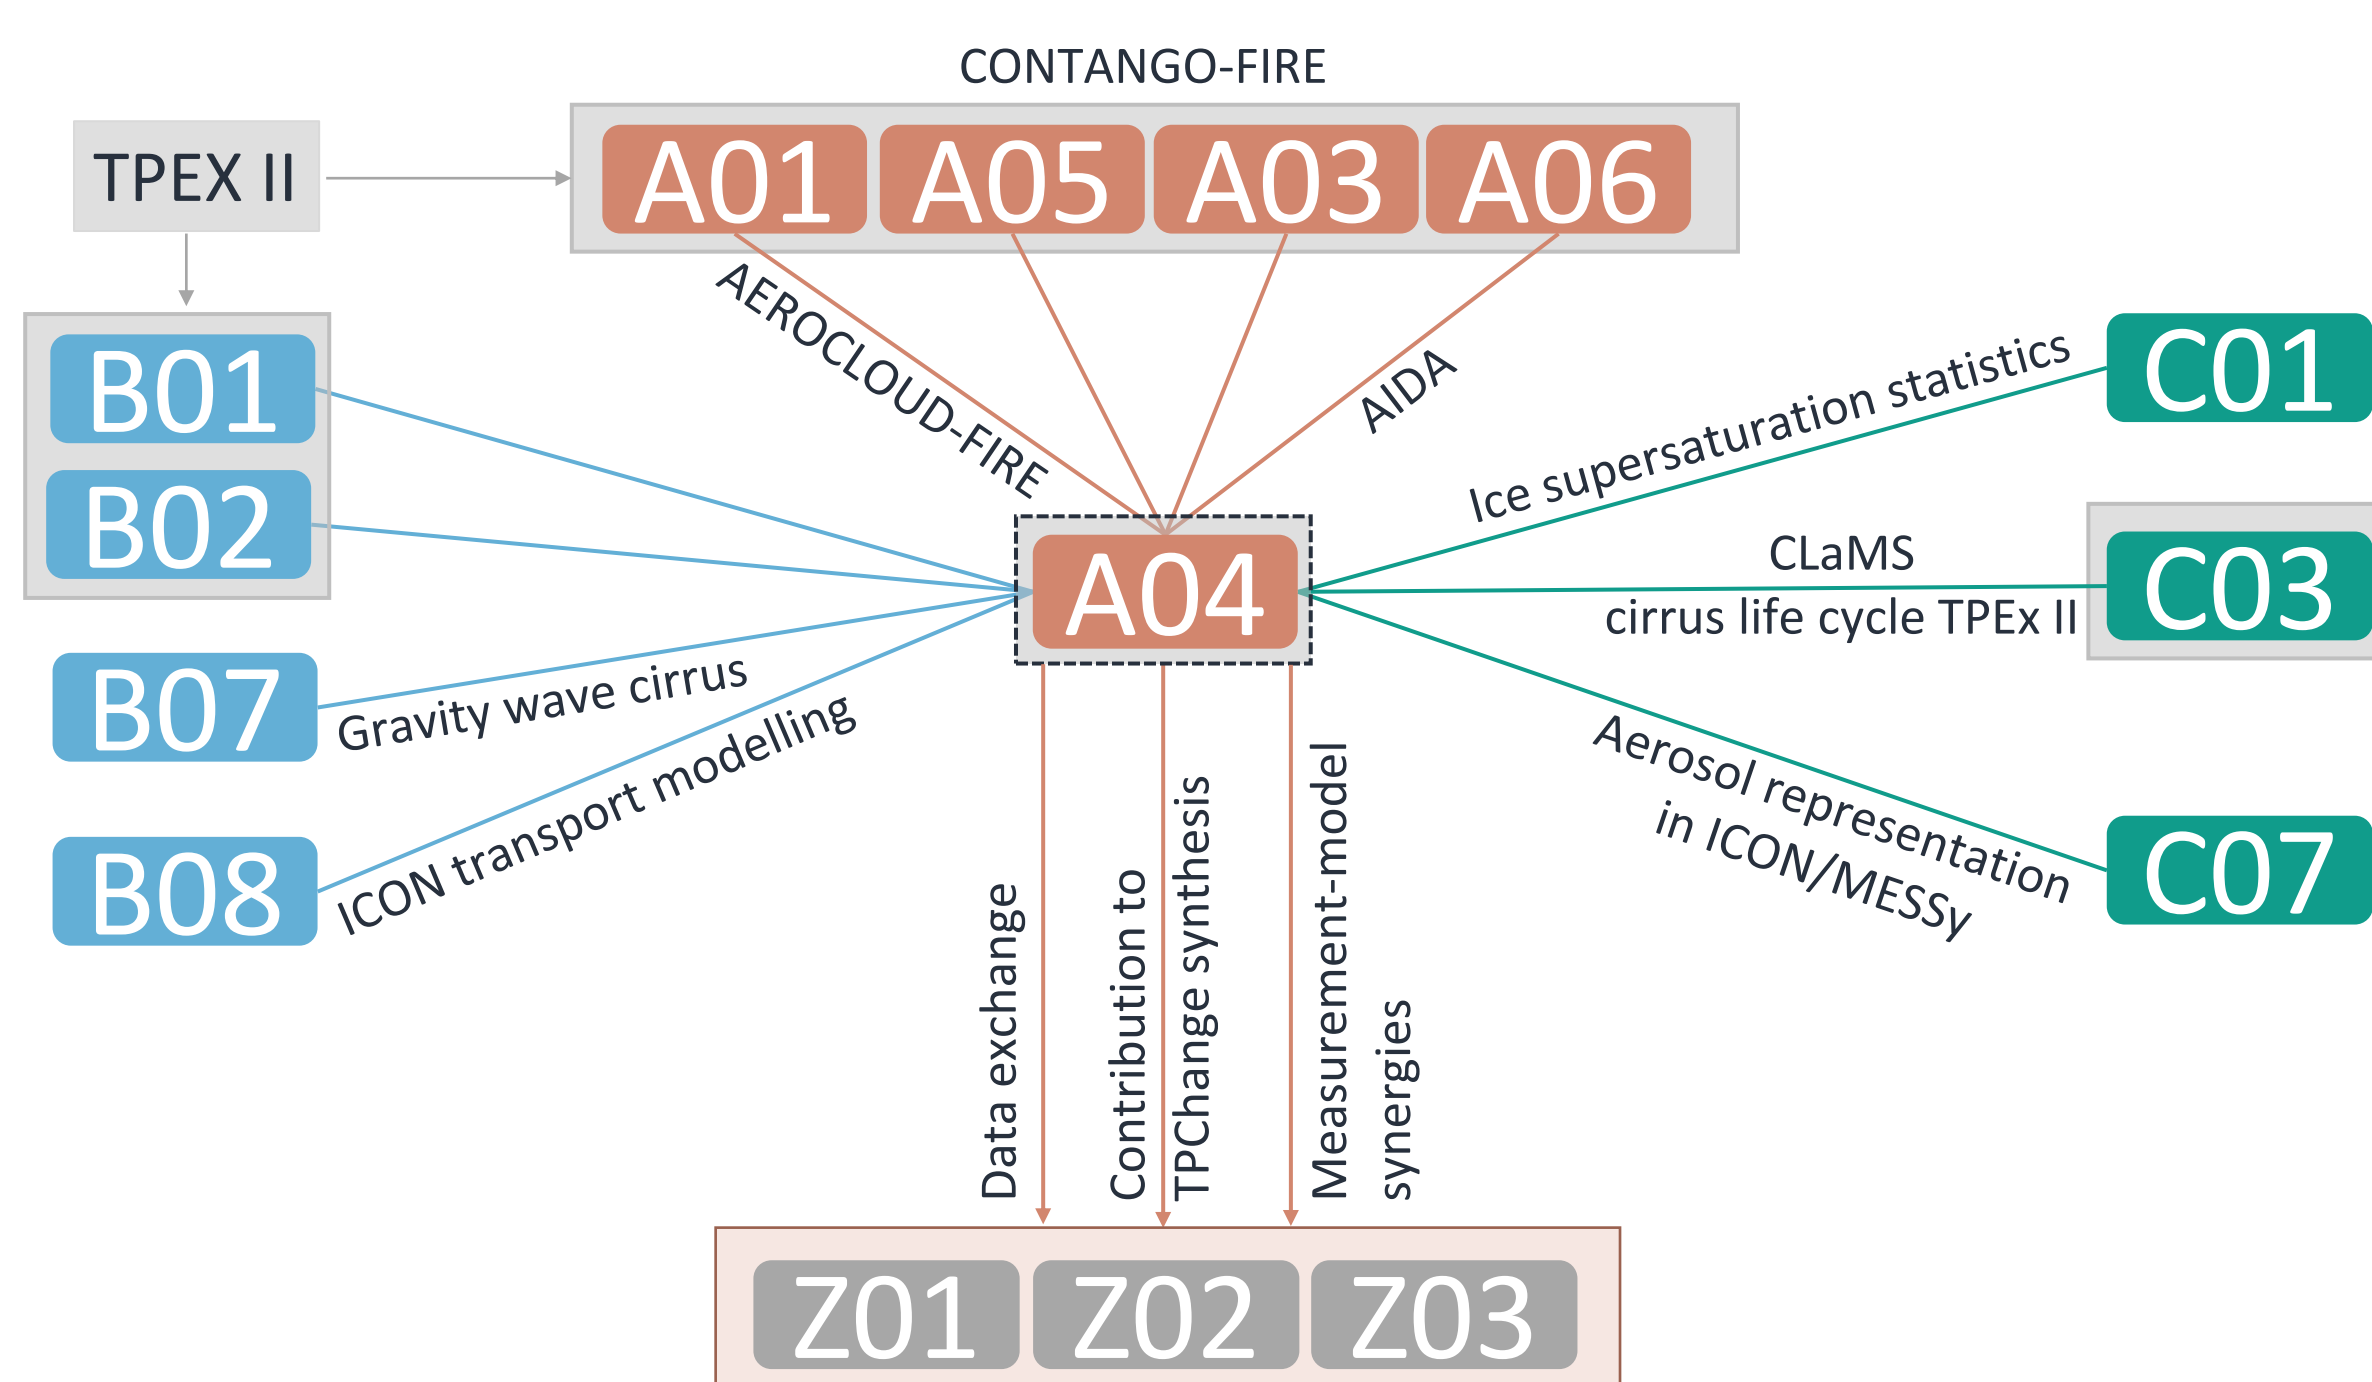 CONTANGO-FIRE
TPEX II
A01
A05
A03
A06
AEROCLOUD-FIRE
AIDA
B01
B02
B07
B08
Gravity wave cirrus
ICON transport modelling
A04
Ice supersaturation statistics
C01
CLaMS
cirrus life cycle TPEx II
C03
Aerosol representation
in ICON/MESSy
C07
Data exchange
Contribution to
TPChange synthesis
Measurement-model
synergies
Z01
Z02
Z03